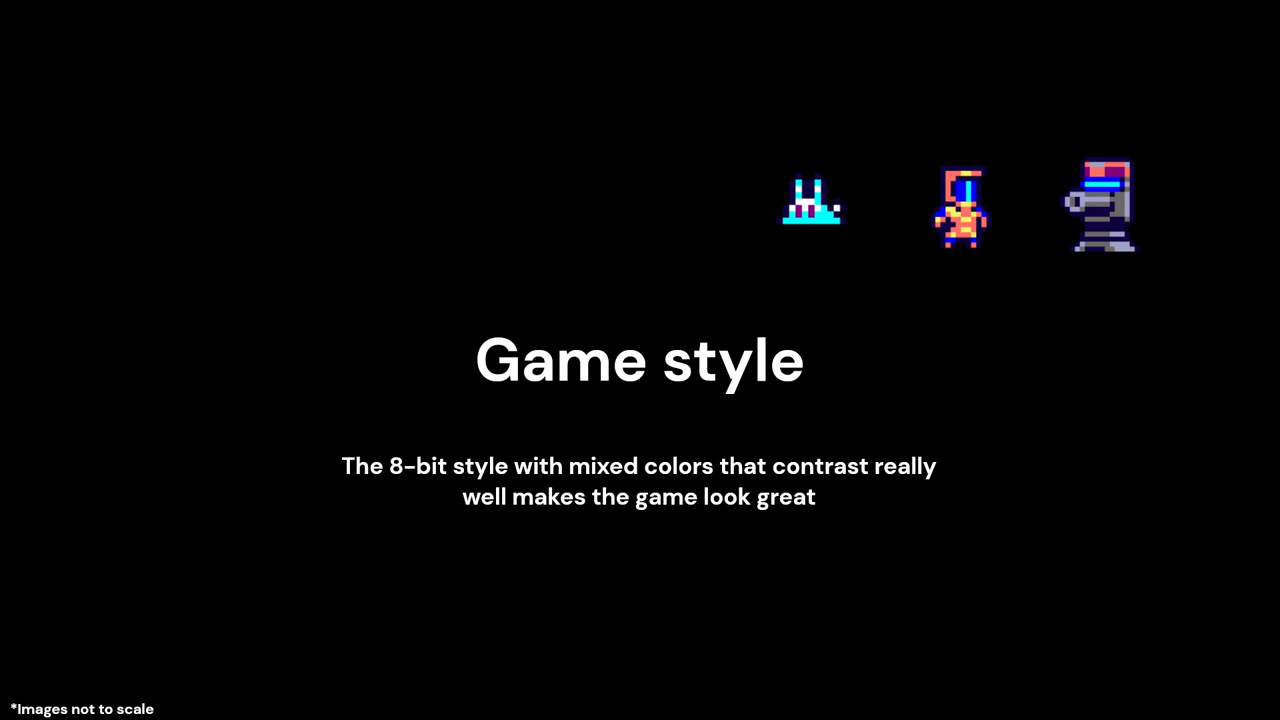 Game style
The 8-bit style with mixed colors that contrast really
well makes the game look great
*Images not to scale